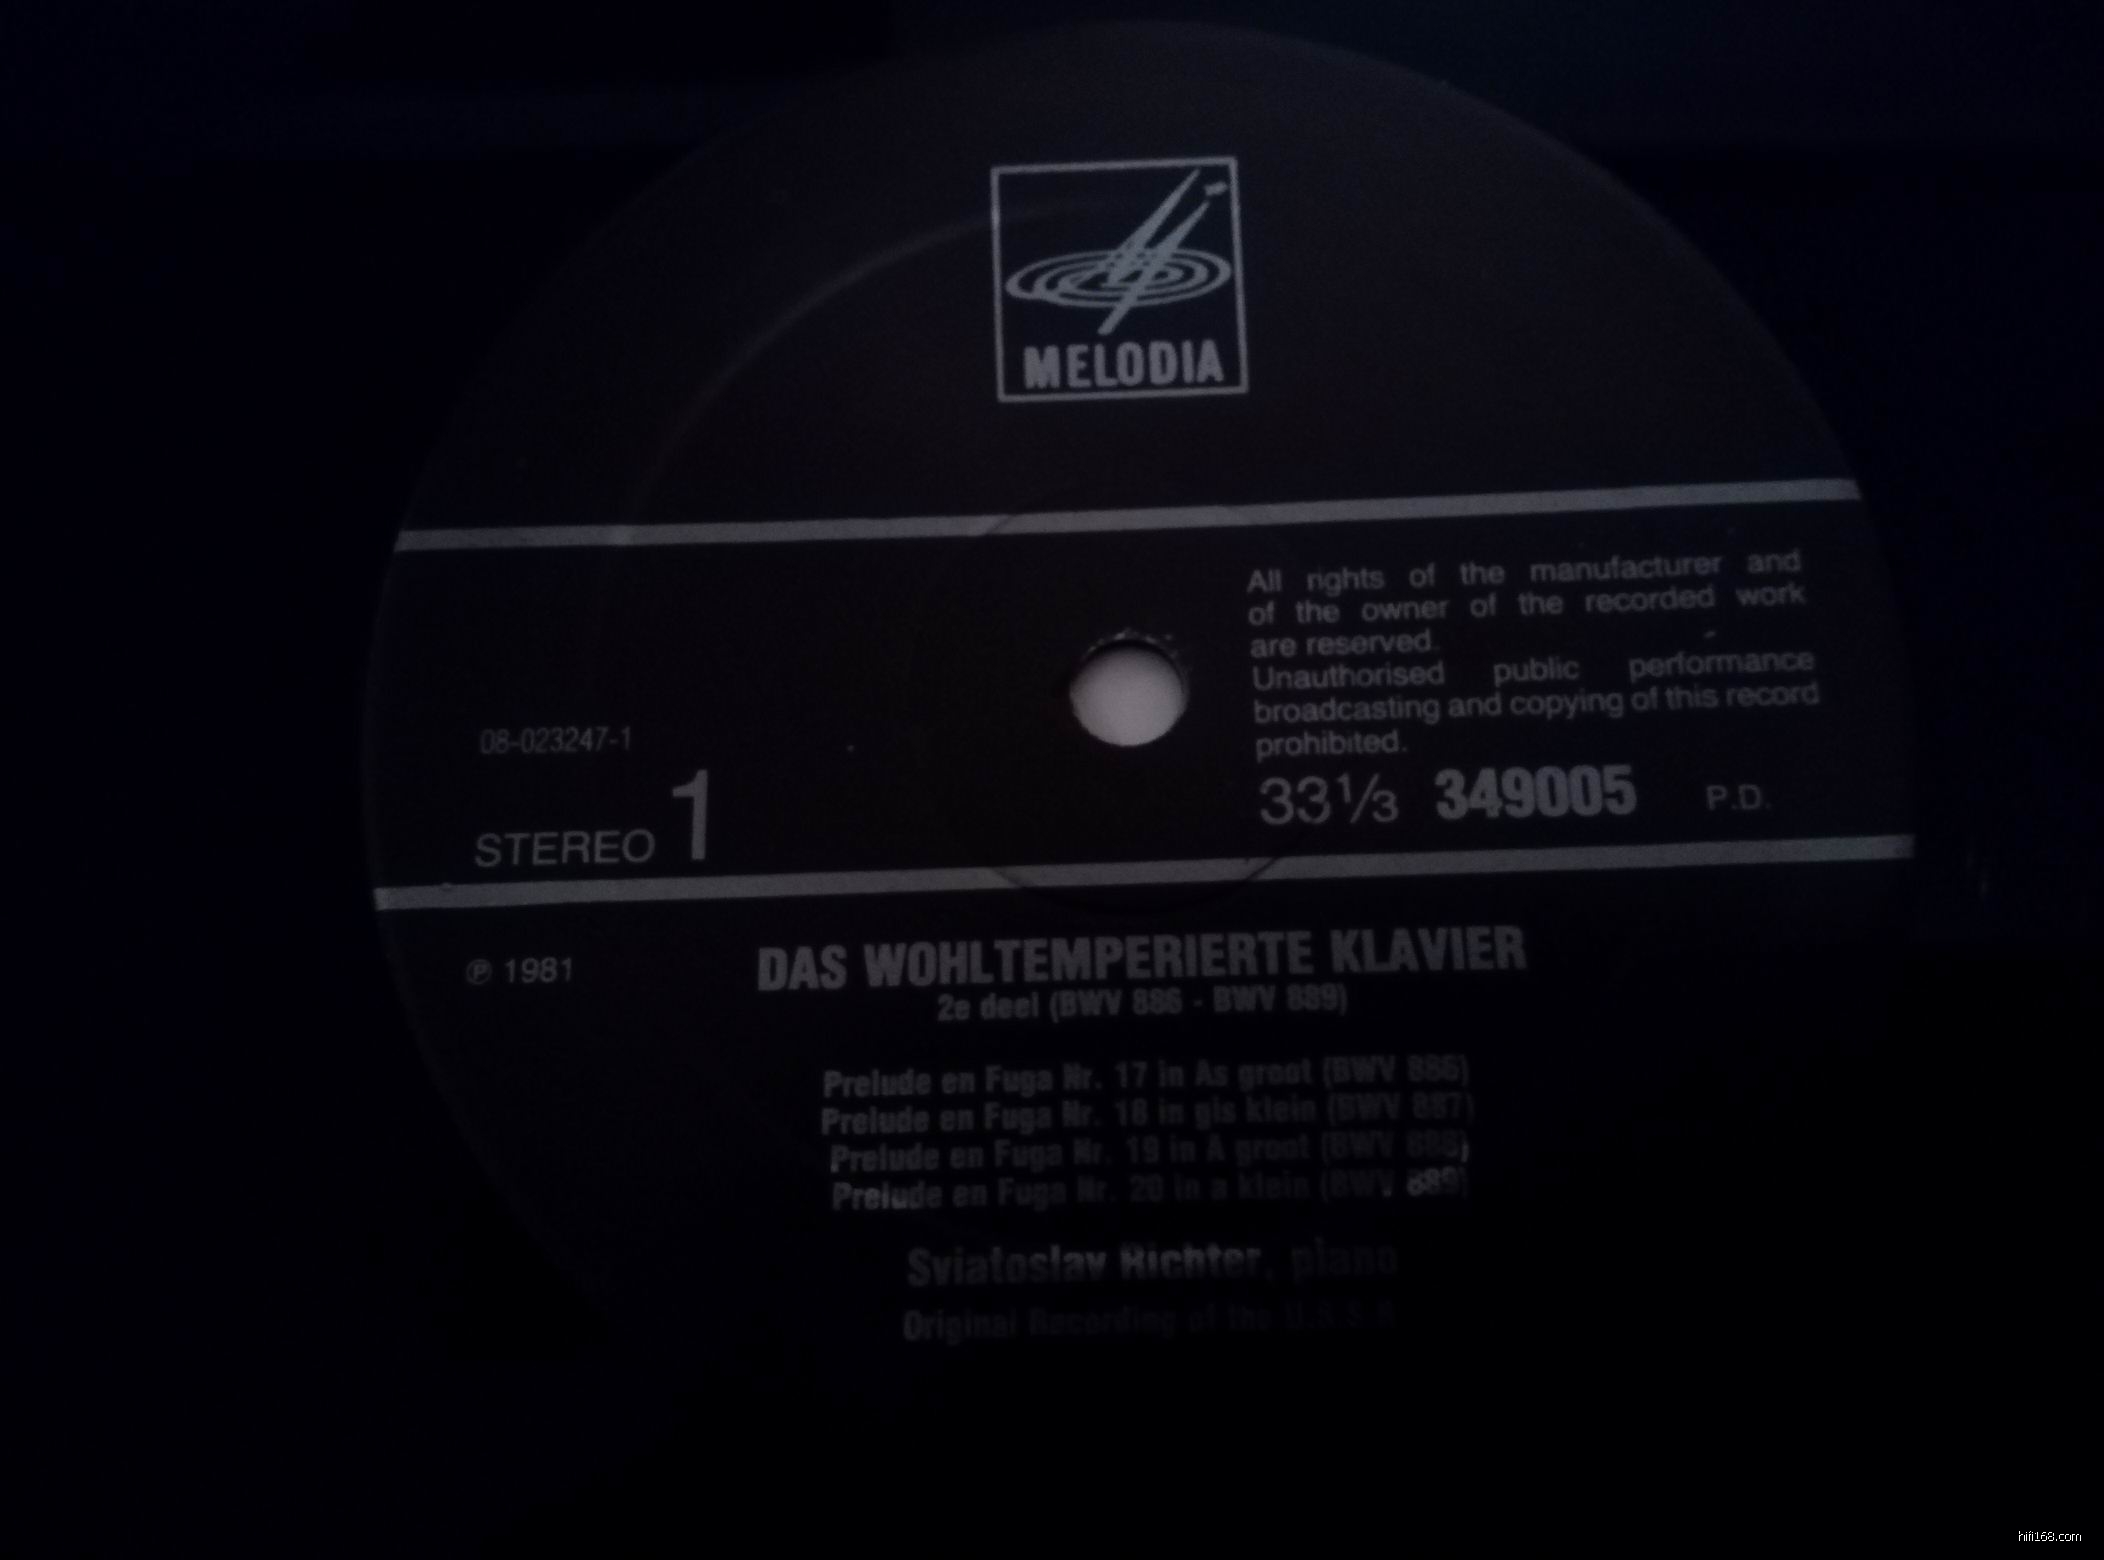 MELODIA
All rights of the manufacturer and
of the owner of the recorded work
are reserved.
Unauthorised public performance
broadcasting and copying of this record
prohibited.
08-023247-1
STEREO 1
33⅓ 349005 P.D.
℗ 1981
DAS WOHLTEMPERIERTE KLAVIER
2e deel (BWV 886 - BWV 889)
Prelude en Fuga Nr. 17 in As groot (BWV 886)
Prelude en Fuga Nr. 18 in gis klein (BWV 887)
Prelude en Fuga Nr. 19 in A groot (BWV 888)
Prelude en Fuga Nr. 20 in a klein (BWV 889)
Sviatoslav Richter, piano
Original Recording of the U.S.S.R
hifi168.com